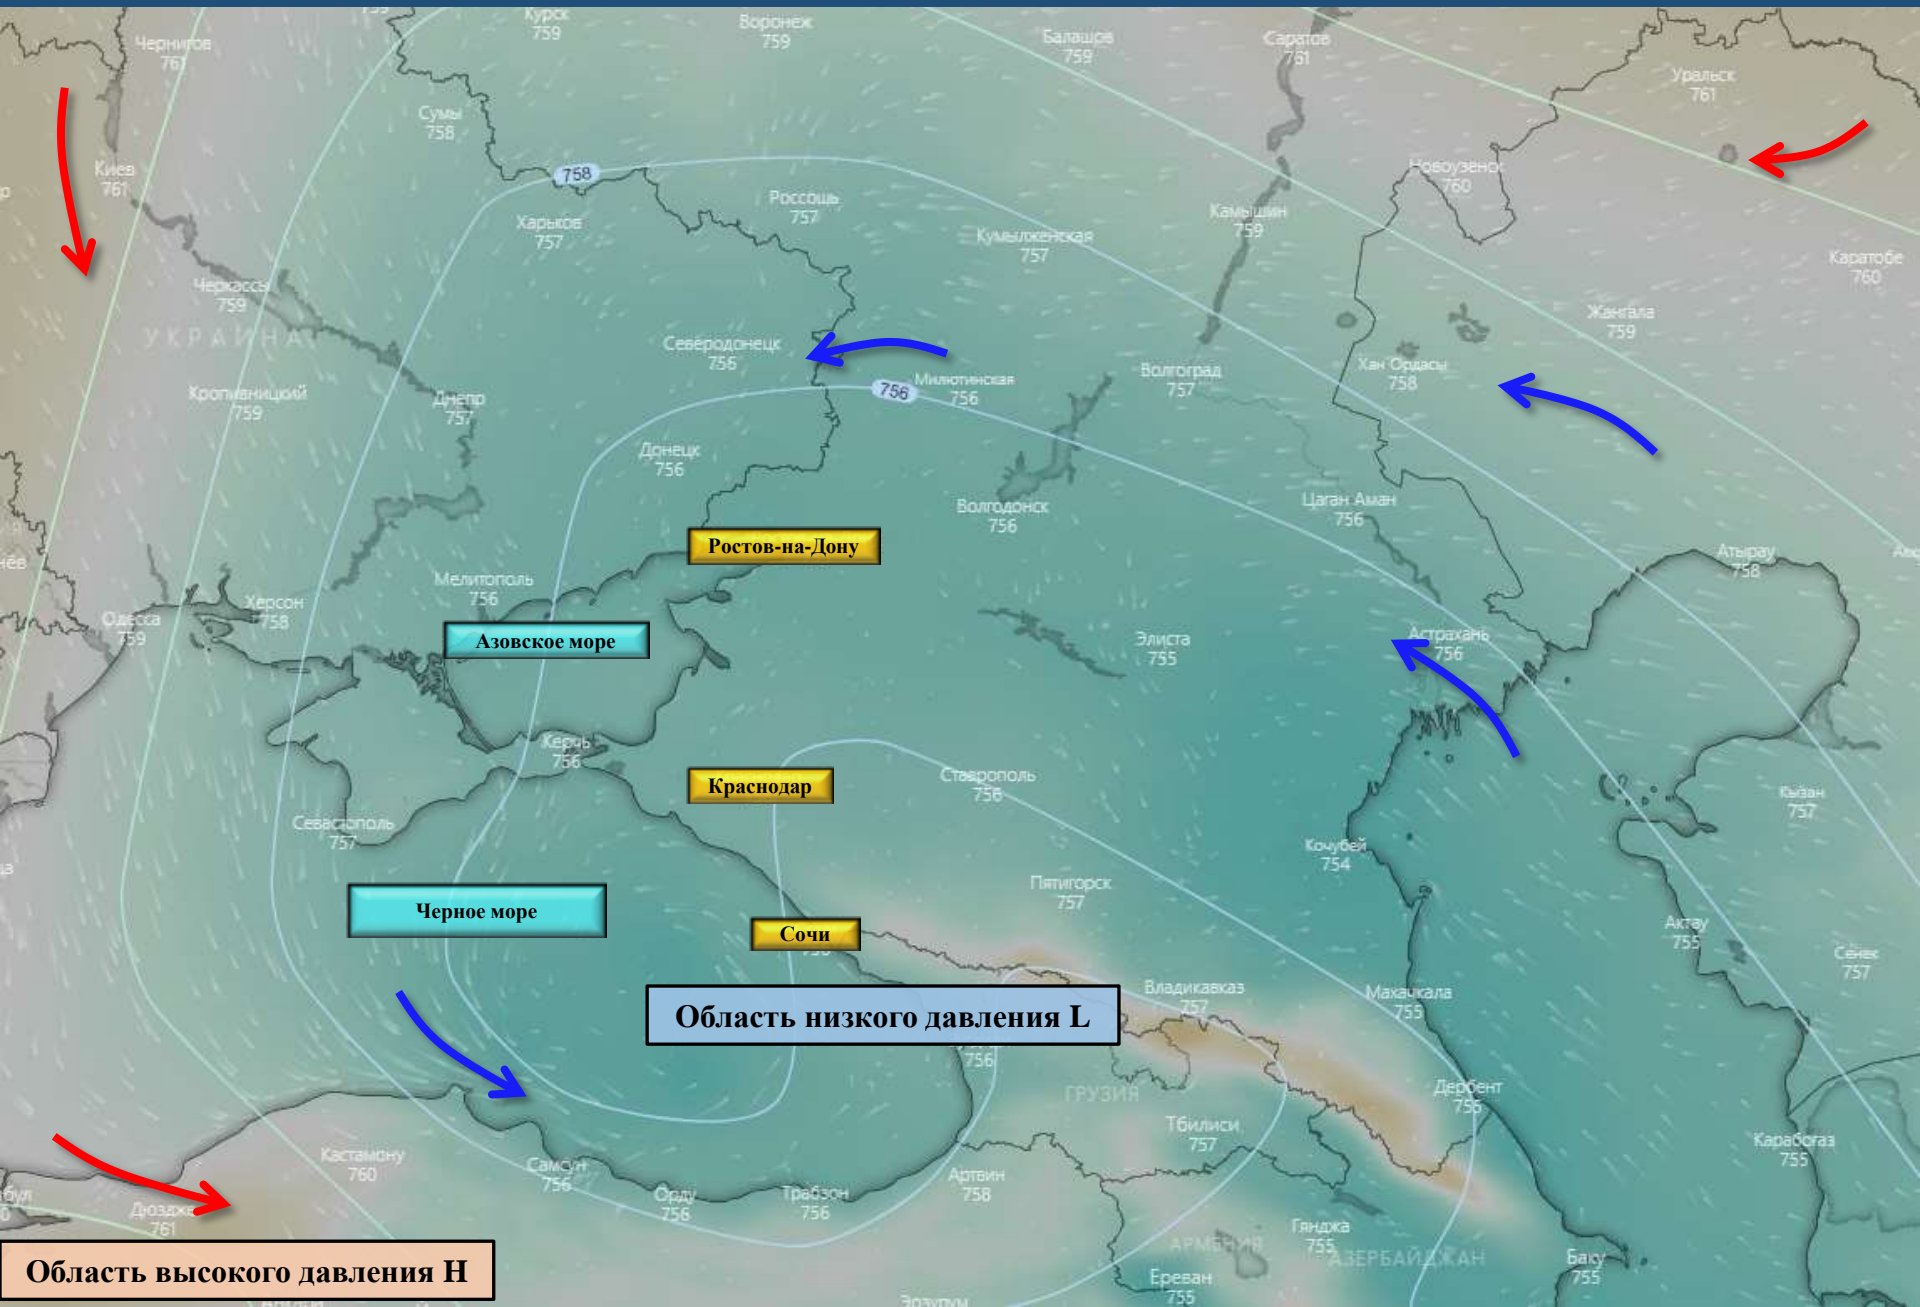 Курск
759
Воронеж
759
Балашов
759
Саратов
761
Чернигов
761
Уральск
761
Сумы
758
Киев
761
758
Россошь
757
Новоузенск
760
Харьков
757
Камышин
759
Кумылженская
757
Каратобе
760
Черкассы
759
УКРАИНА
Жангала
759
Северодонецк
756
Волгоград
757
Хан Ордасы
758
Милютинская
756
756
Кропивницкий
759
Днепр
757
Донецк
756
Волгодонск
756
Цаган Аман
756
Ростов-на-Дону
Атырау
758
Мелитополь
756
Херсон
758
Одесса
759
Азовское море
Элиста
755
Астрахань
756
Керчь
756
Краснодар
Ставрополь
756
Кызан
757
Севастополь
757
Кочубей
754
Пятигорск
757
Черное море
Сочи
756
Актау
755
Сенек
757
Владикавказ
757
Махачкала
755
Область низкого давления L
756
ГРУЗИЯ
Дербент
755
Тбилиси
757
Карабогаз
755
Кастамону
760
Самсун
756
Орду
756
Трабзон
756
Артвин
758
Дюздже
761
Гянджа
755
АРМЕНИЯ
АЗЕРБАЙДЖАН
Баку
755
Область высокого давления H
Ереван
755
Эрзурум